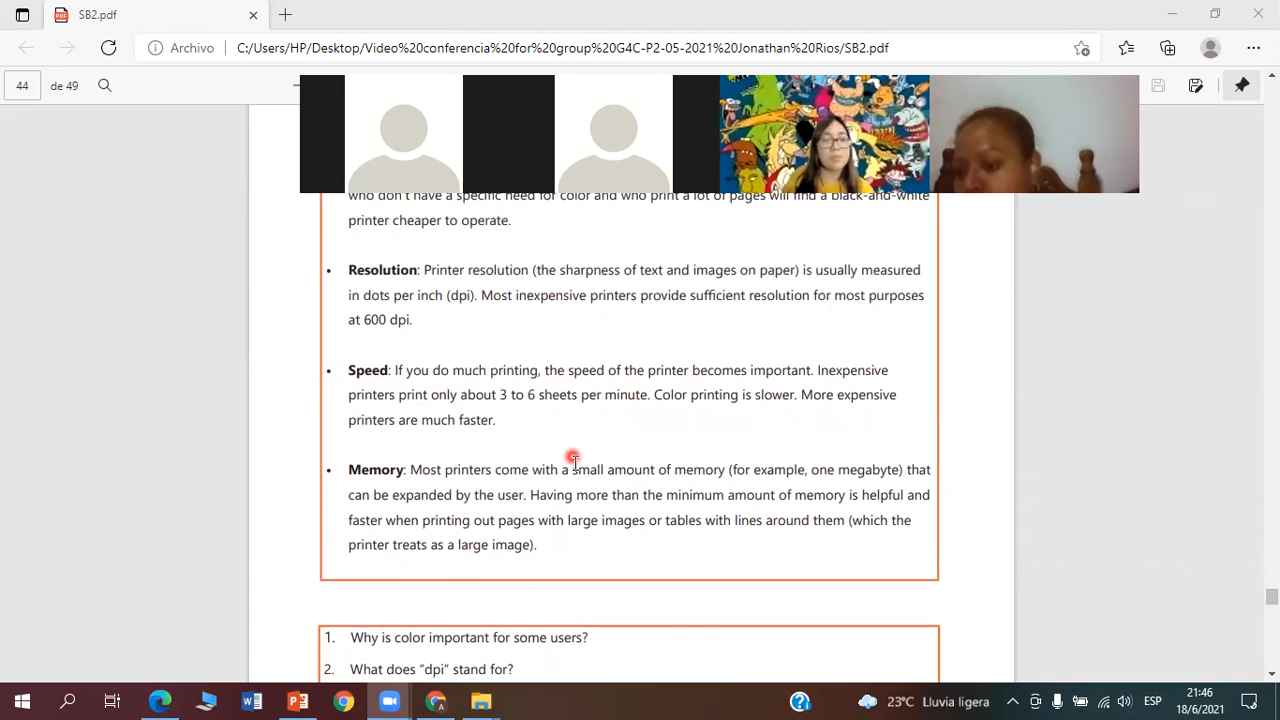 SB2.pdf
Archivo C:/Users/HP/Desktop/Video%20conferencia%20for%20group%20G4C-P2-05-2021%20Jonathan%20Rios/SB2.pdf
44 de 49
who don't have a specific need for color and who print a lot of pages will find a black-and-white
printer cheaper to operate.
• Resolution: Printer resolution (the sharpness of text and images on paper) is usually measured
in dots per inch (dpi). Most inexpensive printers provide sufficient resolution for most purposes
at 600 dpi.
• Speed: If you do much printing, the speed of the printer becomes important. Inexpensive
printers print only about 3 to 6 sheets per minute. Color printing is slower. More expensive
printers are much faster.
• Memory: Most printers come with a small amount of memory (for example, one megabyte) that
can be expanded by the user. Having more than the minimum amount of memory is helpful and
faster when printing out pages with large images or tables with lines around them (which the
printer treats as a large image).
1. Why is color important for some users?
2. What does “dpi” stand for?
23°C Lluvia ligera
ESP
21:46
18/6/2021